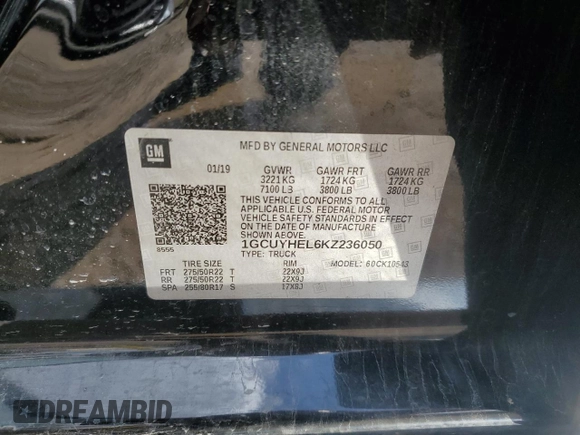 MFD BY GENERAL MOTORS LLC
GM
01/19 GVWR GAWR FRT GAWR RR
3221 KG 1724 KG 1724 KG
7100 LB 3800 LB 3800 LB
THIS VEHICLE CONFORMS TO ALL
APPLICABLE U.S. FEDERAL MOTOR
VEHICLE SAFETY STANDARDS IN EFFECT
ON THE DATE OF MANUFACTURE
SHOWN ABOVE.
1GCUYHEL6KZ236050
8555
TYPE: TRUCK
TIRE SIZE RIM MODEL: 60CK10543
FRT 275/50R22 T 22X9J
RR 275/50R22 T 22X9J
SPA 255/80R17 S 17X8J
DREAMBID